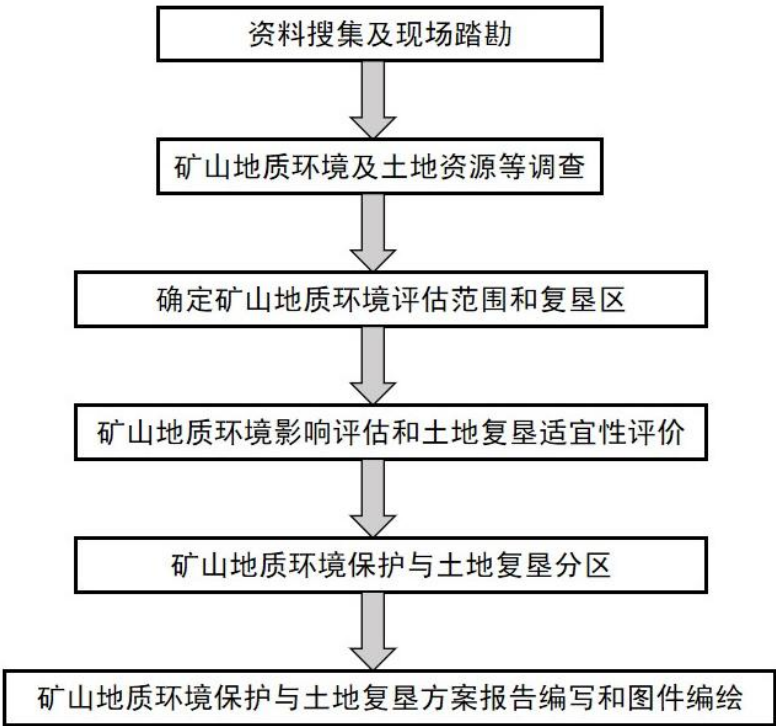 资料搜集及现场踏勘
矿山地质环境及土地资源等调查
确定矿山地质环境评估范围和复垦区
矿山地质环境影响评估和土地复垦适宜性评价
矿山地质环境保护与土地复垦分区
矿山地质环境保护与土地复垦方案报告编写和图件编绘